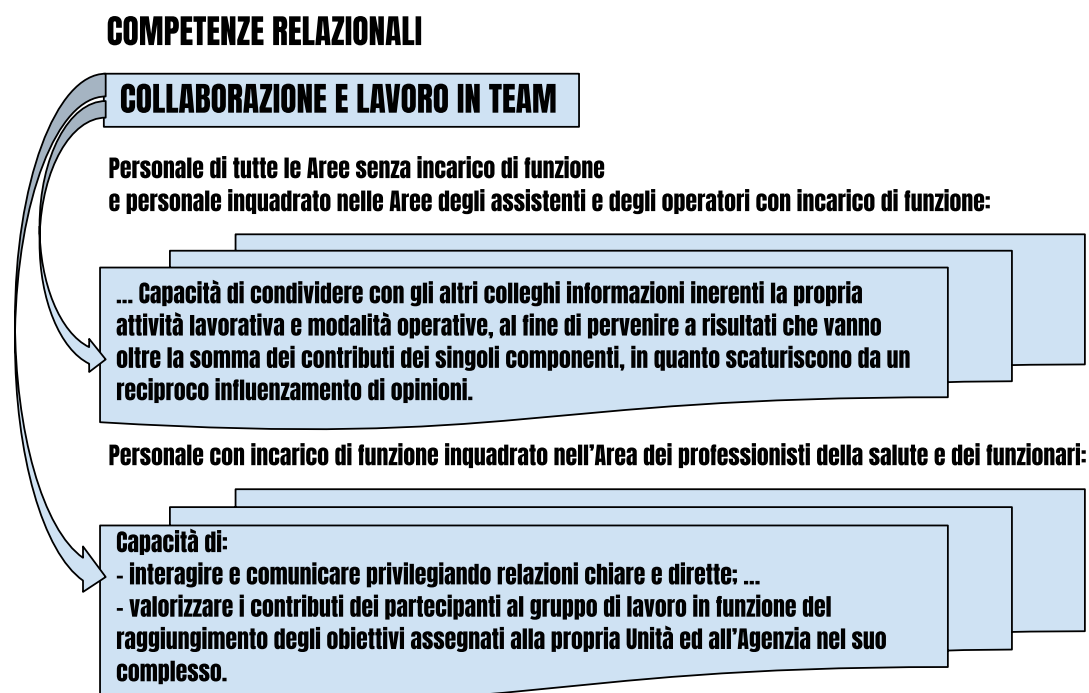 COMPETENZE RELAZIONALI
COLLABORAZIONE E LAVORO IN TEAM
Personale di tutte le Aree senza incarico di funzione
e personale inquadrato nelle Aree degli assistenti e degli operatori con incarico di funzione:
... Capacità di condividere con gli altri colleghi informazioni inerenti la propria
attività lavorativa e modalità operative, al fine di pervenire a risultati che vanno
oltre la somma dei contributi dei singoli componenti, in quanto scaturiscono da un
reciproco influenzamento di opinioni.
Personale con incarico di funzione inquadrato nell’Area dei professionisti della salute e dei funzionari:
Capacità di:
- interagire e comunicare privilegiando relazioni chiare e dirette; ...
- valorizzare i contributi dei partecipanti al gruppo di lavoro in funzione del
raggiungimento degli obiettivi assegnati alla propria Unità ed all’Agenzia nel suo
complesso.